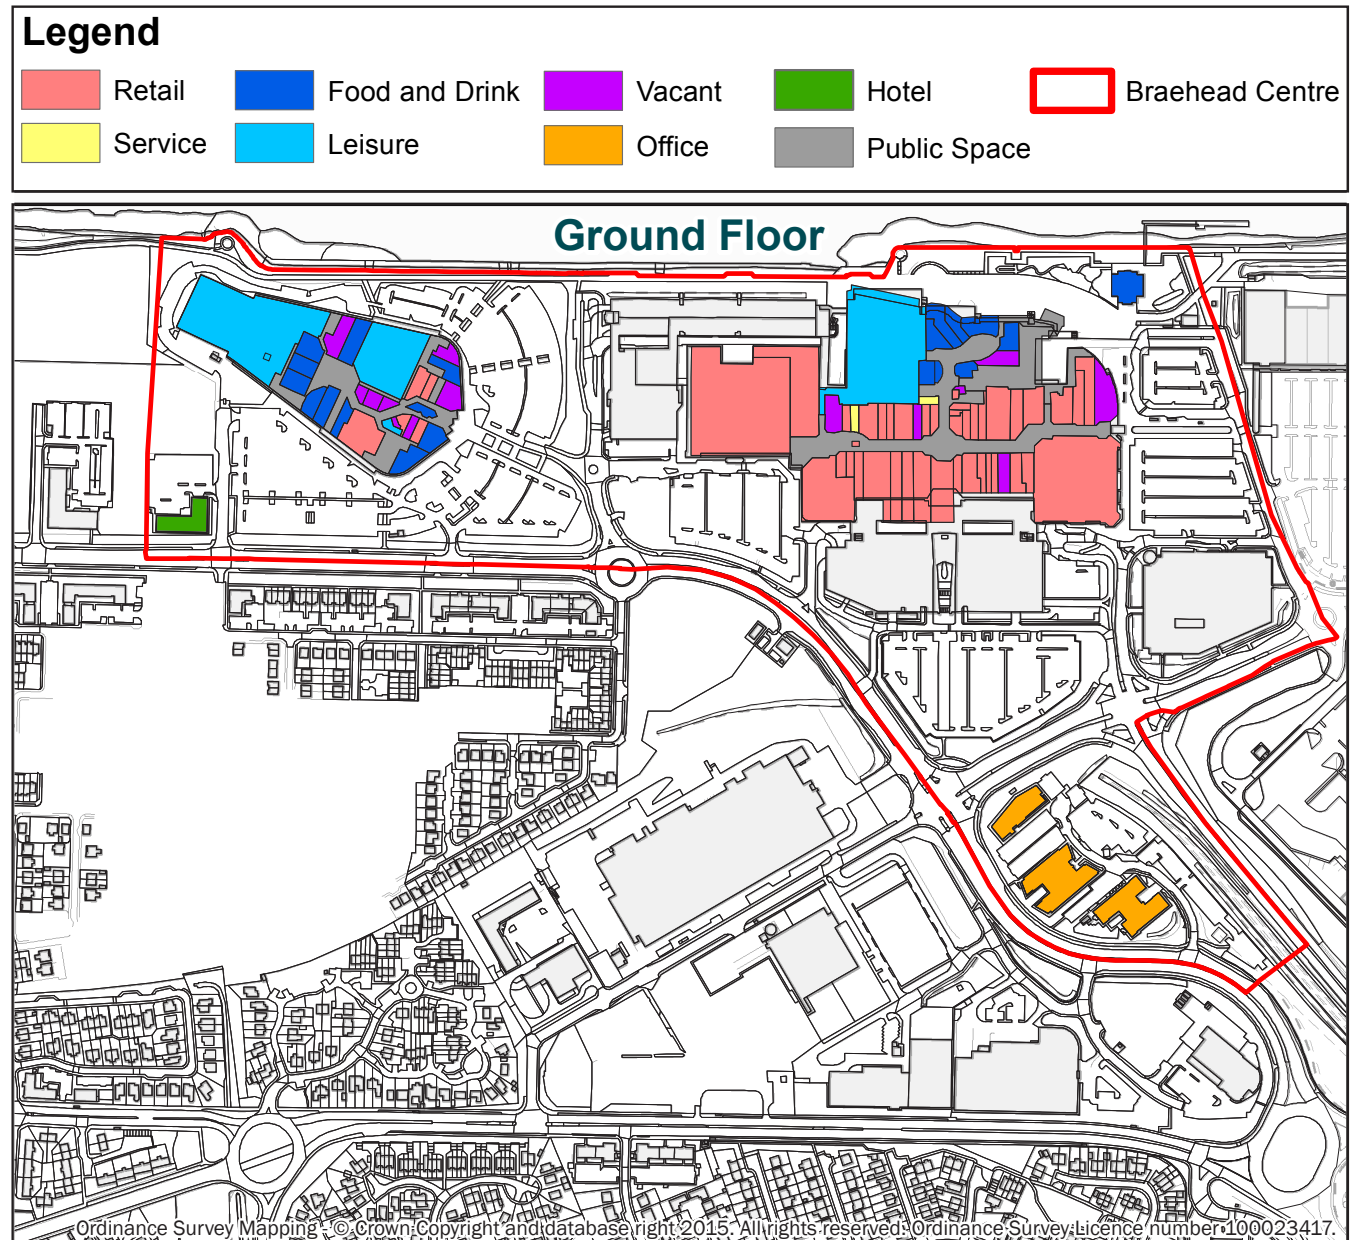 Legend
Retail
Food and Drink
Vacant
Hotel
Braehead Centre
Service
Leisure
Office
Public Space
Ground Floor
Ordinance Survey Mapping - © Crown Copyright and database right 2015. All rights reserved. Ordinance Survey Licence number 100023417.